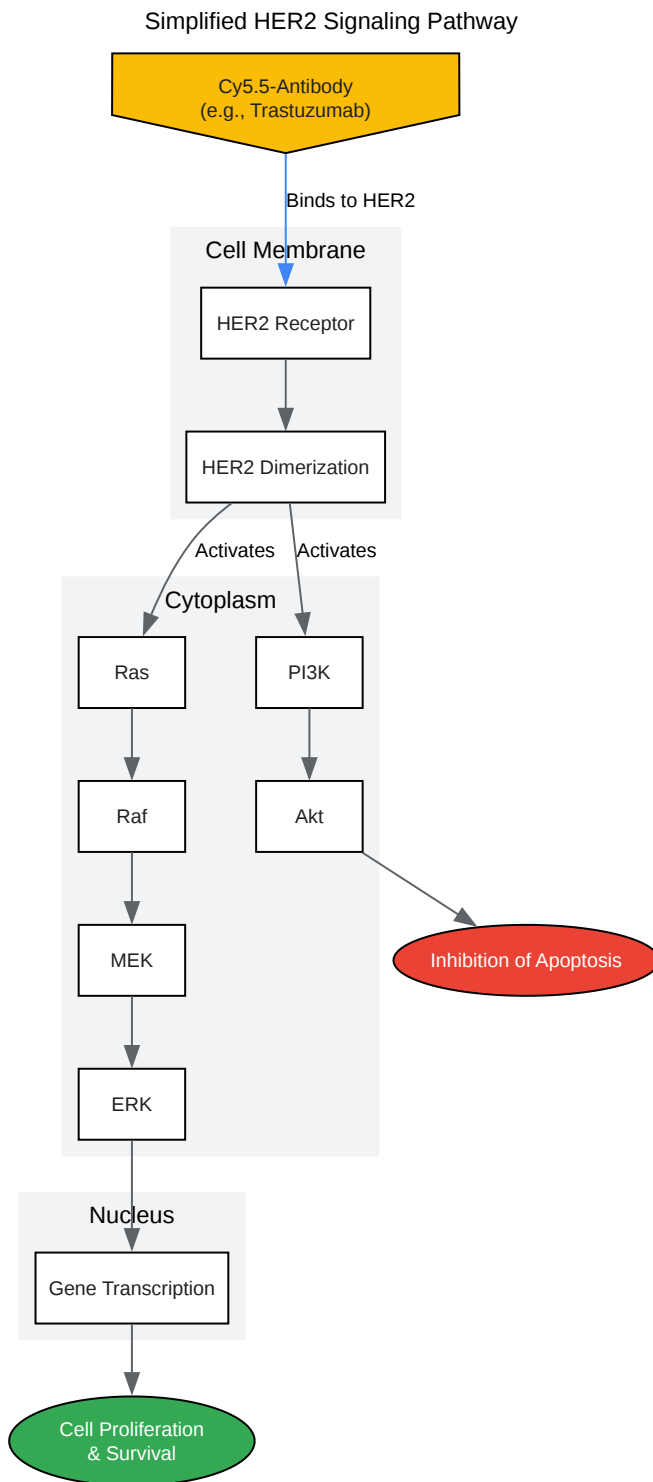 Simplified HER2 Signaling Pathway
Cy5.5-Antibody
(e.g., Trastuzumab)
Binds to HER2
Cell Membrane
HER2 Receptor
HER2 Dimerization
Activates
Activates
Cytoplasm
Ras
PI3K
Raf
Akt
MEK
Inhibition of Apoptosis
ERK
Nucleus
Gene Transcription
Cell Proliferation
& Survival